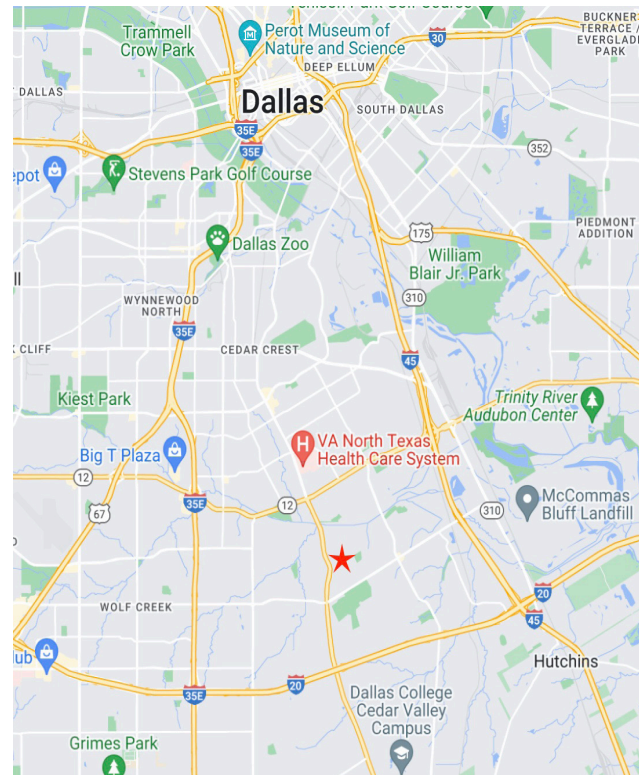 Trammell
Crow Park
Perot Museum of
Nature and Science
30
BUCKNER
TERRACE /
EVERGLADE
PARK
DEEP ELLUM
DALLAS
Dallas
SOUTH DALLAS
35E
35E
352
Stevens Park Golf Course
Dallas Zoo
175
PIEDMONT
ADDITION
William
Blair Jr. Park
310
WYNNEWOOD
NORTH
35E
CEDAR CREST
45
CLIFF
Kiest Park
Trinity River
Audubon Center
VA North Texas
Health Care System
H
Big T Plaza
12
67
35E
12
310
McCommas
Bluff Landfill
20
45
WOLF CREEK
Hutchins
35E
20
Dallas College
Cedar Valley
Campus
Grimes Park